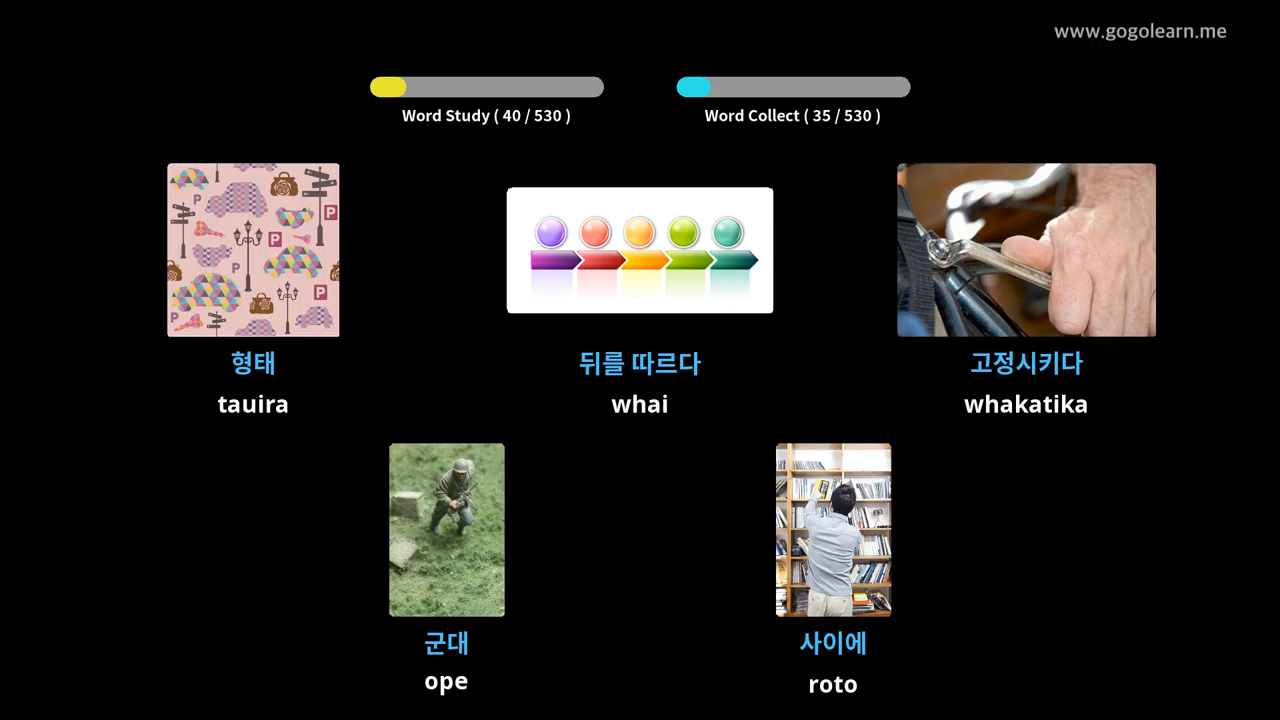 www.gogolearn.me
Word Study ( 40 / 530 )
Word Collect ( 35 / 530 )
P
P
P
P
P
P
형태
tauira
뒤를 따르다
whai
고정시키다
whakatika
군대
ope
사이에
roto